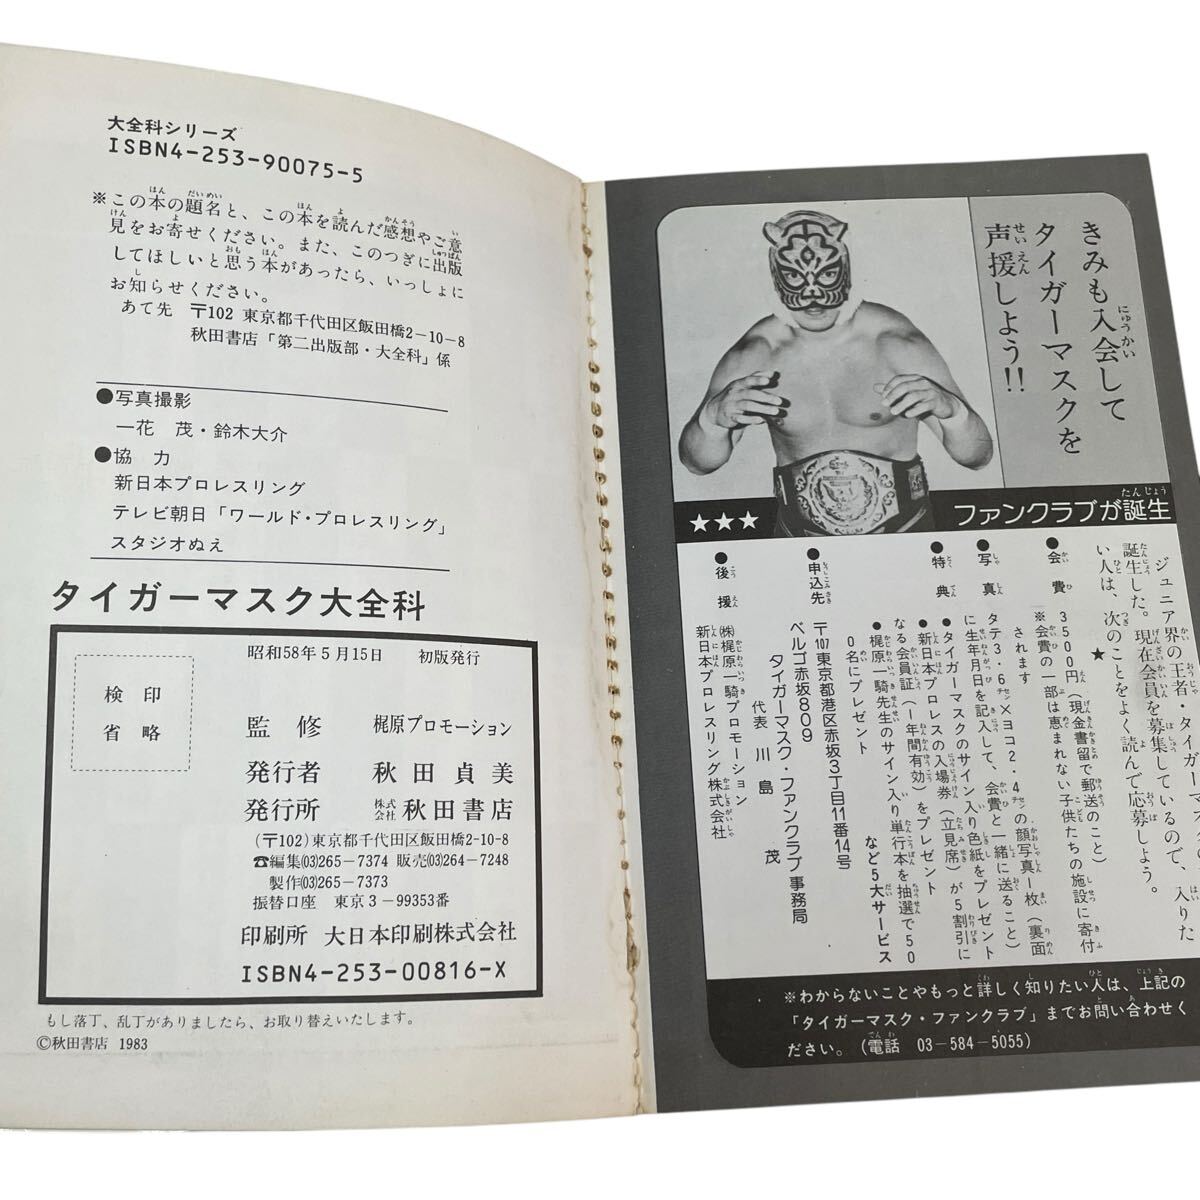 大全科シリーズ
ISBN4-253-90075-5
※この本の題名と、この本を読んだ感想やご意
見をお寄せください。また、このつぎに出版
してほしいと思う本があったら、いっしょに
お知らせください。
あて先 〒102 東京都千代田区飯田橋2-10-8
秋田書店「第二出版部・大全科」係
●写真撮影
一花 茂・鈴木大介
●協 力
新日本プロレスリング
テレビ朝日「ワールド・プロレスリング」
スタジオぬえ
タイガーマスク大全科
検印
省略
昭和58年5月15日 初版発行
監修 梶原プロモーション
発行者 秋田貞美
発行所 株式会社 秋田書店
(〒102)東京都千代田区飯田橋2-10-8
☎編集(03)265-7374 販売(03)264-7248
製作(03)265-7373
振替口座 東京3-99353番
印刷所 大日本印刷株式会社
ISBN4-253-00816-X
もし落丁、乱丁がありましたら、お取り替えいたします。
©秋田書店 1983
きみも入会して
タイガーマスクを
声援しよう!!
★★★ ファンクラブが誕生
ジュニア界の王者・タイガーマス
誕生した。現在会員を募集しているので、入りた
い人は、次のことをよく読んで応募しよう。
★
●会費 3500円(現金書留で郵送のこと)
※会費の一部は恵まれない子供たちの施設に寄付
されます
●写真 タテ3・6センチ×ヨコ2・4センチの顔写真1枚(裏面
に生年月日を記入して、会費と一緒に送ること)
●特典 ●タイガーマスクのサイン入り色紙をプレゼント
●新日本プロレスの入場券(立見席)が5割引に
なる会員証(1年間有効)をプレゼント
●梶原一騎先生のサイン入り単行本を抽選で50
0名にプレゼント など5大サービス
●申込先 〒107東京都港区赤坂3丁目11番14号
ベルゴ赤坂809
タイガーマスク・ファンクラブ事務局
代表 川島 茂
●後援 (株)梶原一騎プロモーション
新日本プロレスリング株式会社
※わからないことやもっと詳しく知りたい人は、上記の
「タイガーマスク・ファンクラブ」までお問い合わせく
ださい。(電話 03-584-5055)